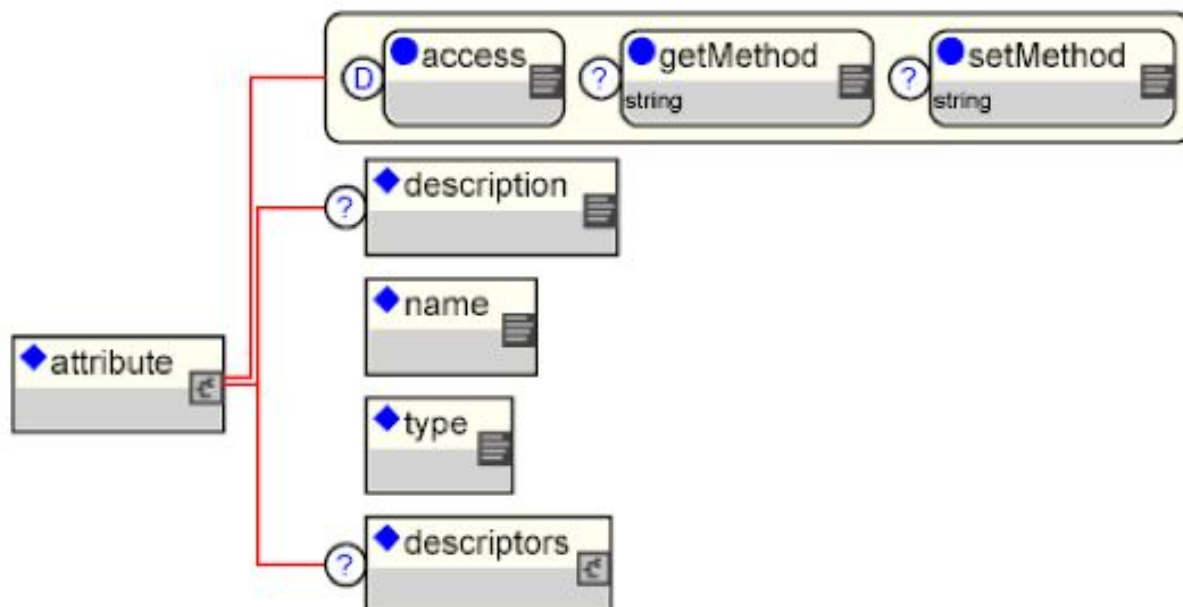 D access ? getMethod ? setMethod
string string
? description
name
attribute
type
? descriptors